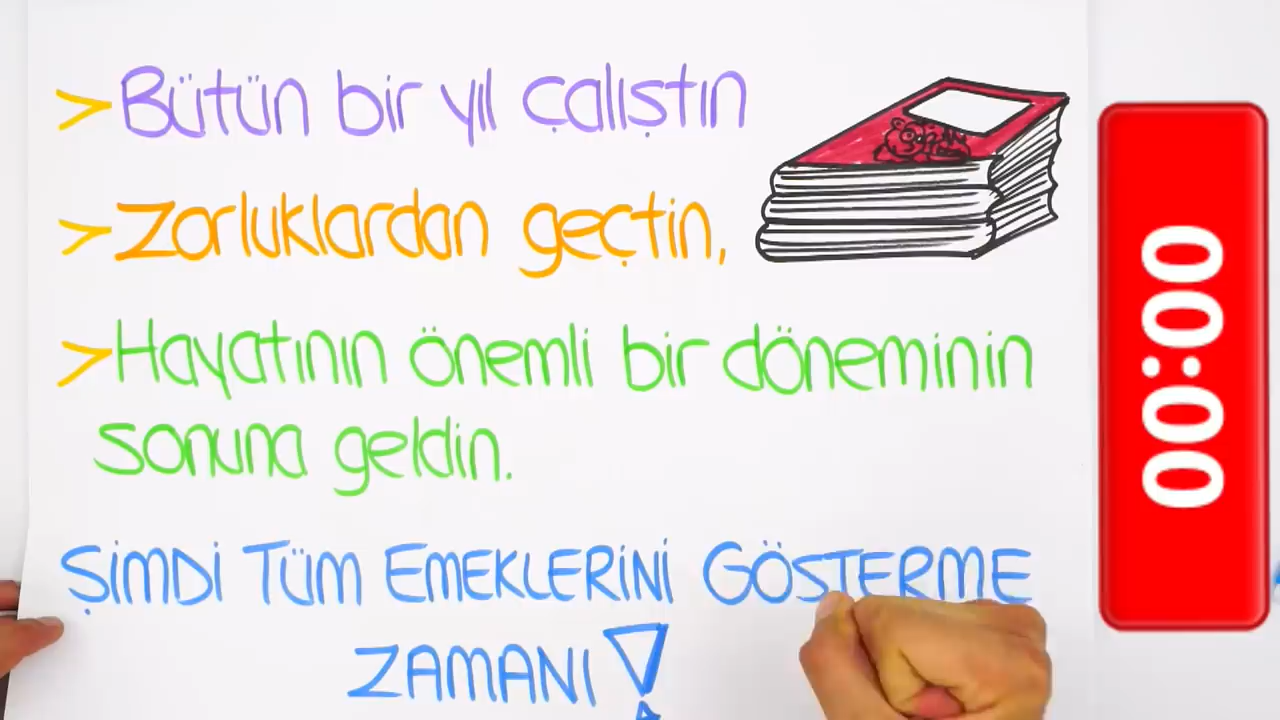 > Bütün bir yıl çalıştın
> Zorluklardan geçtin,
> Hayatının önemli bir döneminin
sonuna geldin.
ŞİMDİ TÜM EMEKLERİNİ GÖSTERME
ZAMANI!
00:00